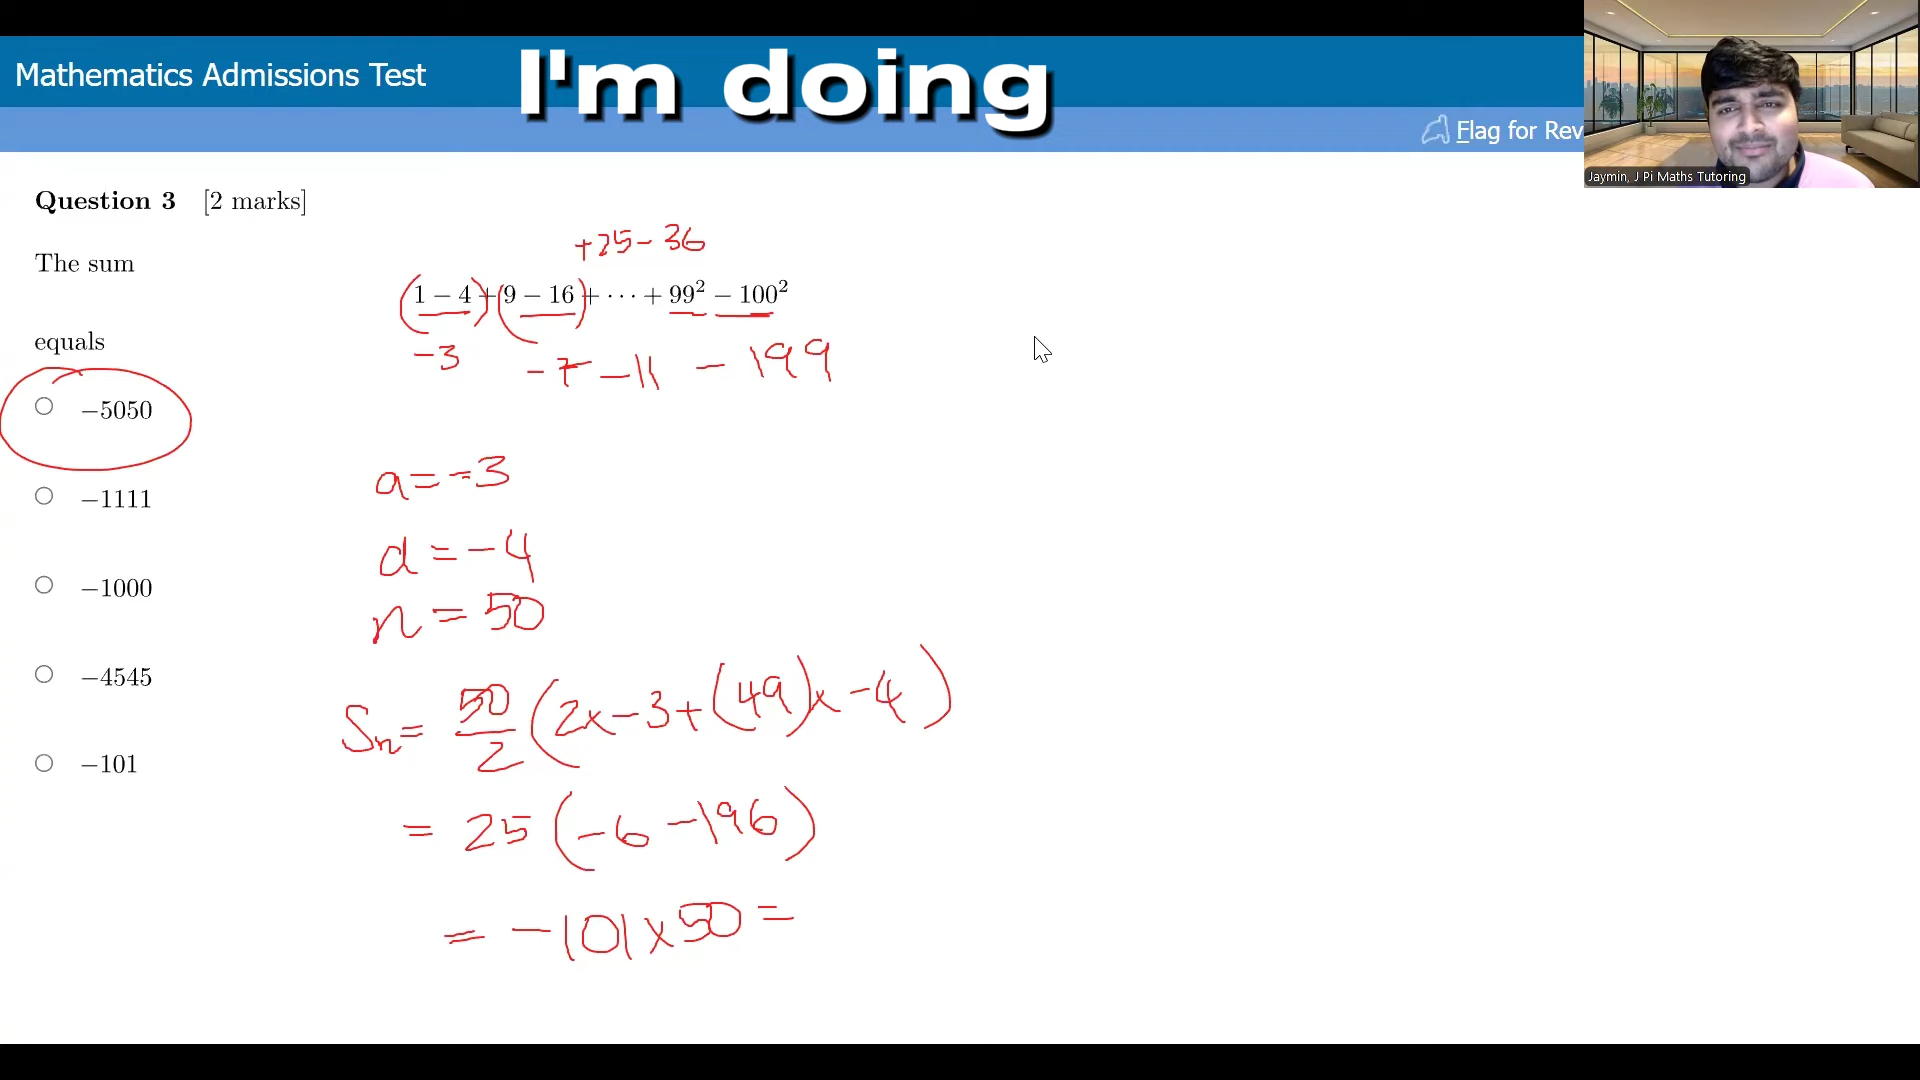 Mathematics Admissions Test
I'm doing
Flag for Rev
Jaymin, J Pi Maths Tutoring
Question 3 [2 marks]
The sum
+25-36
(1 − 4)+(9 − 16)+ ··· + 99² − 100²
-3 -7 -11 - 199
equals
−5050
−1111
−1000
−4545
−101
a=-3
d=-4
n=50
Sn= 50/2 (2x-3+(49)x-4)
= 25(-6-196)
= -101x50=